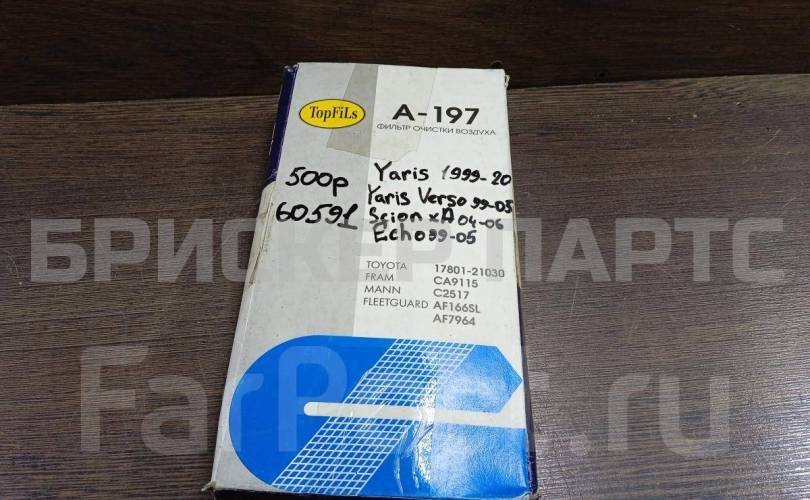 TopFiLs
A-197
ФИЛЬТР ОЧИСТКИ ВОЗДУХА
500р
60591
Yaris 1999-20
Yaris Verso 99-05
Scion xA 04-06
Echo 99-05
TOYOTA 17801-21030
FRAM CA9115
MANN C2517
FLEETGUARD AF166SL
AF7964
БРИСКЕР ПАРТС
FarPost.ru